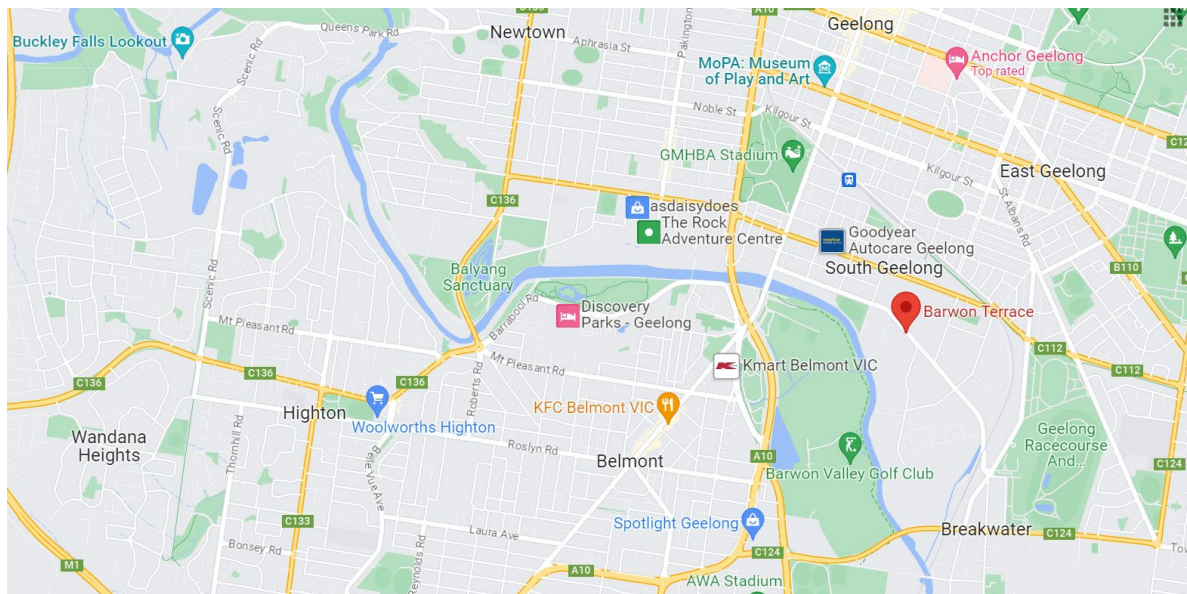 Buckley Falls Lookout
Queens Park Rd
Newtown
A10
Geelong
Scenic Rd
Aphrasia St
Pakington
MoPA: Museum
of Play and Art
Anchor Geelong
Top rated
Noble St
Kilgour St
Scenic Rd
GMHBA Stadium
Kilgour St
East Geelong
St Albans Rd
C136
asdaisydoes
The Rock
Adventure Centre
Goodyear
Autocare Geelong
South Geelong
B110
Balyang
Sanctuary
Scenic Rd
Barrabool Rd
Discovery
Parks - Geelong
Barwon Terrace
Mt Pleasant Rd
C112
C136
Mt Pleasant Rd
Kmart Belmont VIC
C112
C136
C136
Roberts Rd
Highton
Woolworths Highton
KFC Belmont VIC
Wandana
Heights
Thornhill Rd
Belle Vue Ave
Roslyn Rd
Belmont
A10
Barwon Valley Golf Club
Geelong
Racecourse
And...
C124
C133
Laura Ave
Spotlight Geelong
Breakwater
C124
Bonsey Rd
Reynolds Rd
C124
M1
A10
AWA Stadium